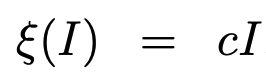 ξ(I) = cI